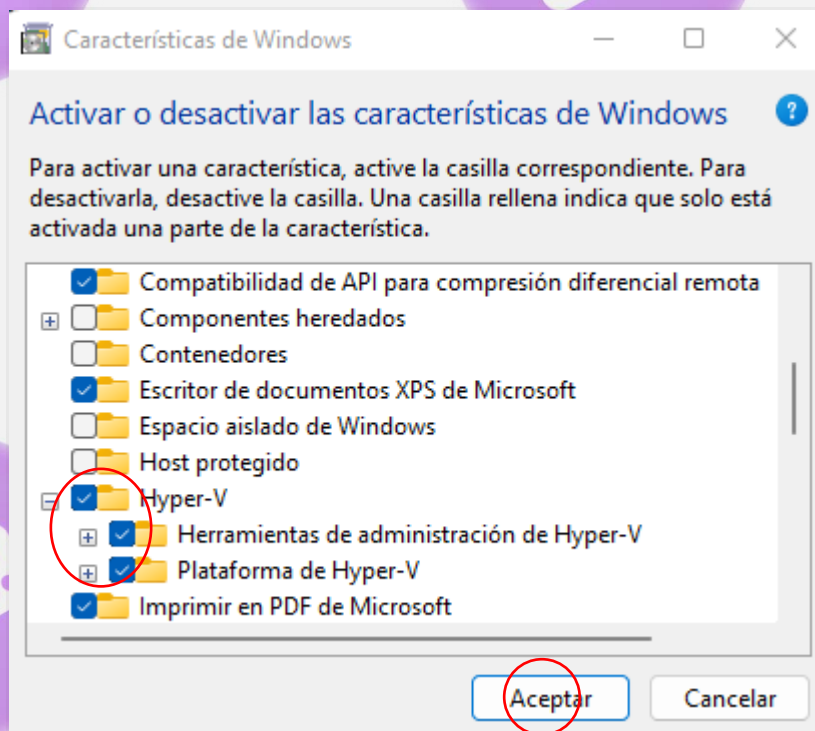 Características de Windows
Activar o desactivar las características de Windows
?
Para activar una característica, active la casilla correspondiente. Para
desactivarla, desactive la casilla. Una casilla rellena indica que solo está
activada una parte de la característica.
Compatibilidad de API para compresión diferencial remota
Componentes heredados
Contenedores
Escritor de documentos XPS de Microsoft
Espacio aislado de Windows
Host protegido
Hyper-V
Herramientas de administración de Hyper-V
Plataforma de Hyper-V
Imprimir en PDF de Microsoft
Aceptar
Cancelar